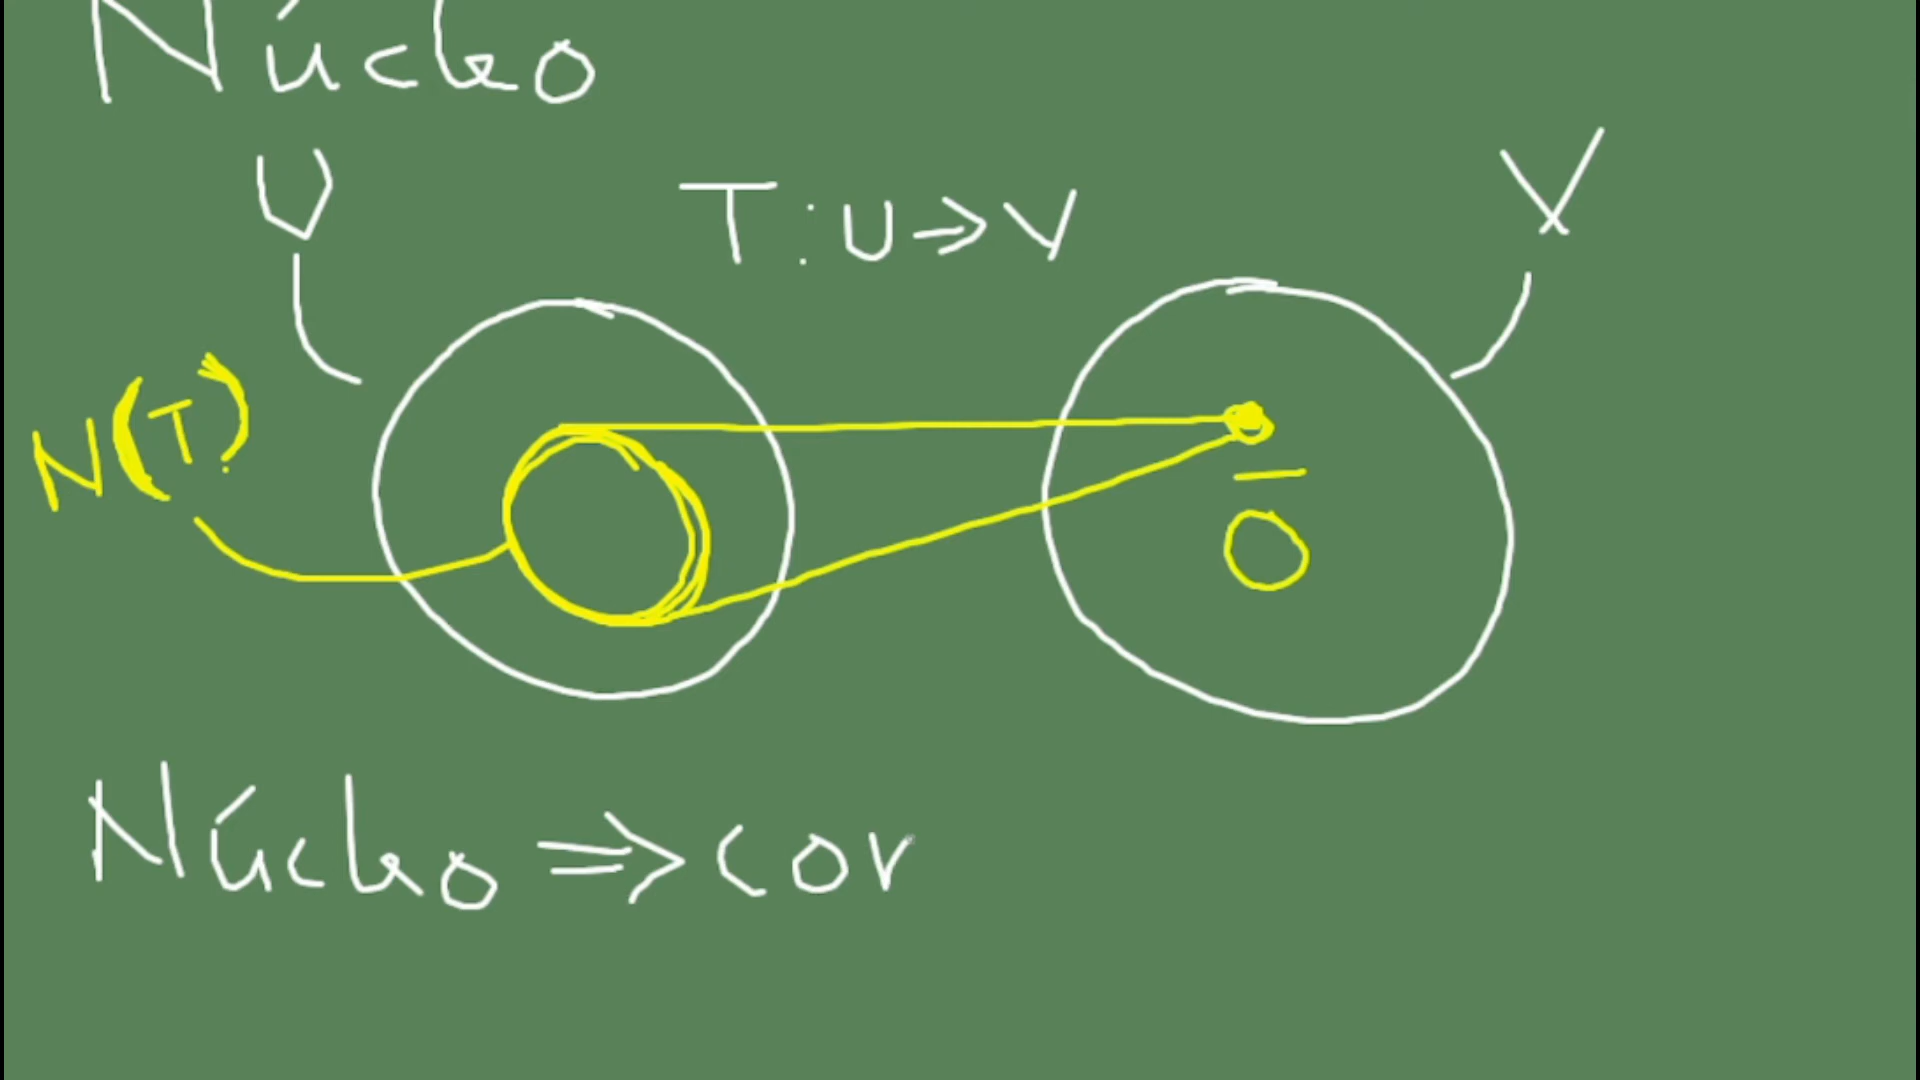 Núcleo
U
T:U→V
V
N(T)
0̅
Núcleo ⇒ cor